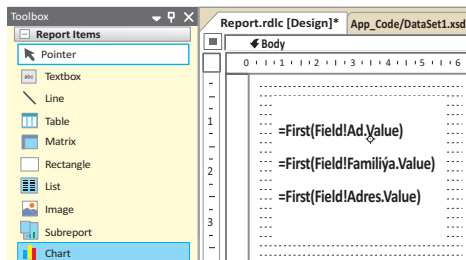 Toolbox
Report Items
Pointer
abc Textbox
Line
Table
Matrix
Rectangle
List
Image
Subreport
Chart
Report.rdlc [Design]* App_Code/DataSet1.xsd
Body
0 1 2 3 4 5 6
1
2
3
=First(Field!Ad.Value)
=First(Field!Familiýa.Value)
=First(Field!Adres.Value)